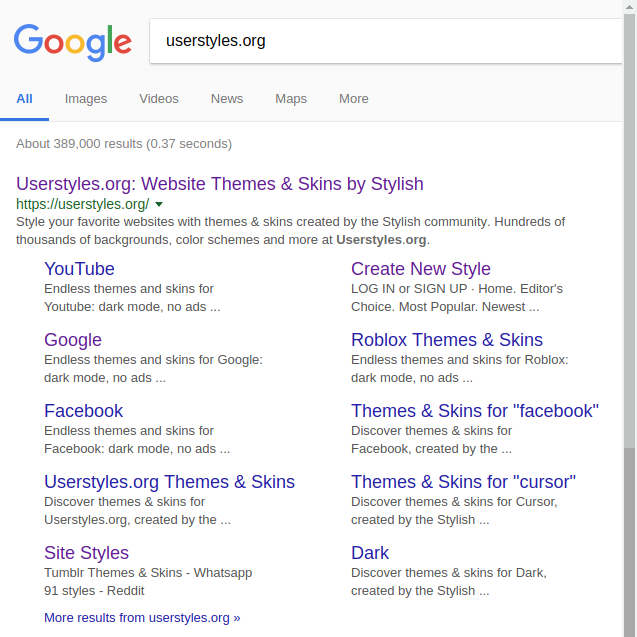 Google
userstyles.org
All Images Videos News Maps More
About 389,000 results (0.37 seconds)
Userstyles.org: Website Themes & Skins by Stylish
https://userstyles.org/
Style your favorite websites with themes & skins created by the Stylish community. Hundreds of
thousands of backgrounds, color schemes and more at Userstyles.org.
YouTube
Endless themes and skins for
Youtube: dark mode, no ads ...
Create New Style
LOG IN or SIGN UP · Home. Editor's
Choice. Most Popular. Newest ...
Google
Endless themes and skins for Google:
dark mode, no ads ...
Roblox Themes & Skins
Endless themes and skins for Roblox:
dark mode, no ads ...
Facebook
Endless themes and skins for
Facebook: dark mode, no ads ...
Themes & Skins for "facebook"
Discover themes & skins for
Facebook, created by the ...
Userstyles.org Themes & Skins
Discover themes & skins for
Userstyles.org, created by the ...
Themes & Skins for "cursor"
Discover themes & skins for Cursor,
created by the Stylish ...
Site Styles
Tumblr Themes & Skins - Whatsapp
91 styles - Reddit
Dark
Discover themes & skins for Dark,
created by the Stylish ...
More results from userstyles.org »